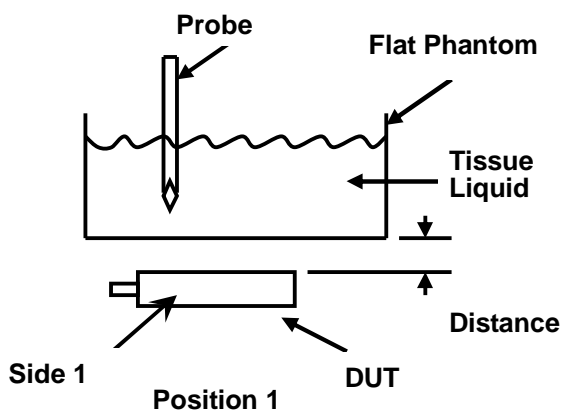 Probe
Flat Phantom
Tissue
Liquid
Distance
Side 1
DUT
Position 1